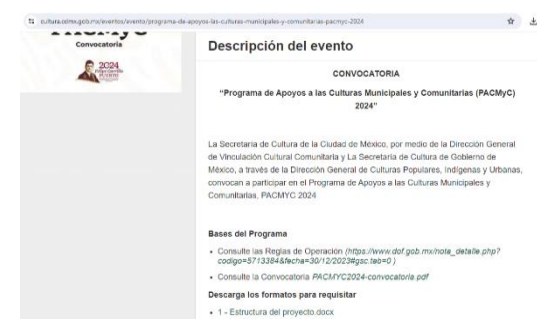 cultura.cdmx.gob.mx/eventos/evento/programa-de-apoyos-las-culturas-municipales-y-comunitarias-pacmyc-2024
PACMyC
Convocatoria
2024
Felipe Carrillo
PUERTO
Descripción del evento
CONVOCATORIA
"Programa de Apoyos a las Culturas Municipales y Comunitarias (PACMyC)
2024"
La Secretaría de Cultura de la Ciudad de México, por medio de la Dirección General
de Vinculación Cultural Comunitaria y La Secretaría de Cultura de Gobierno de
México, a través de la Dirección General de Culturas Populares, Indígenas y Urbanas,
convocan a participar en el Programa de Apoyos a las Culturas Municipales y
Comunitarias, PACMYC 2024
Bases del Programa
• Consulte las Reglas de Operación (https://www.dof.gob.mx/nota_detalle.php?
codigo=5713384&fecha=30/12/2023#gsc.tab=0 )
• Consulte la Convocatoria PACMYC2024-convocatoria.pdf
Descarga los formatos para requisitar
• 1 - Estructura del proyecto.docx